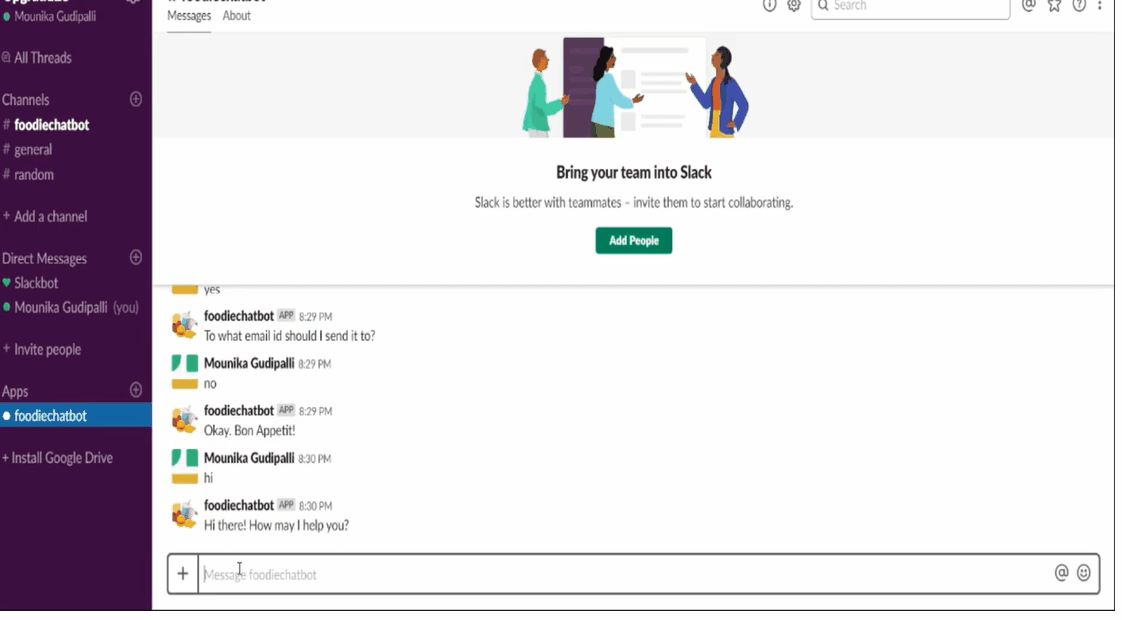 Mounika Gudipalli
All Threads
Channels
# foodiechatbot
# general
# random
+ Add a channel
Direct Messages
Slackbot
Mounika Gudipalli (you)
+ Invite people
Apps
foodiechatbot
+ Install Google Drive
Messages About
Search
Bring your team into Slack
Slack is better with teammates – invite them to start collaborating.
Add People
yes
foodiechatbot APP 8:29 PM
To what email id should I send it to?
Mounika Gudipalli 8:29 PM
no
foodiechatbot APP 8:29 PM
Okay. Bon Appetit!
Mounika Gudipalli 8:30 PM
hi
foodiechatbot APP 8:30 PM
Hi there! How may I help you?
+ Message foodiechatbot @